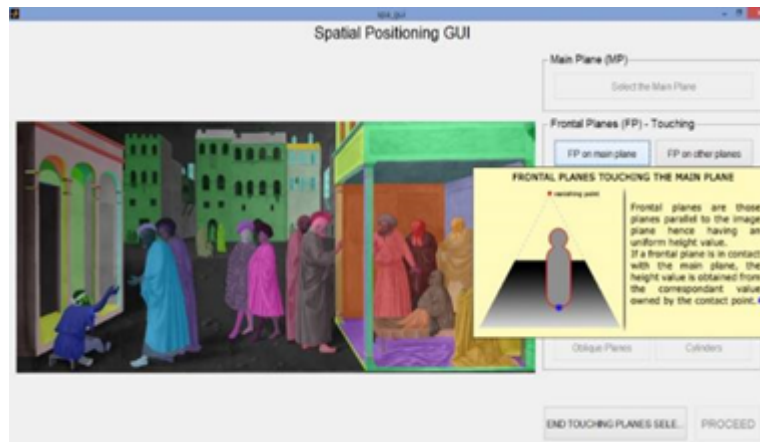 Spatial Positioning GUI
Main Plane (MP)
Select the Main Plane
Frontal Planes (FP) - Touching
FP on main plane
FP on other planes
FRONTAL PLANES TOUCHING THE MAIN PLANE
vanishing point
Frontal planes are those
planes parallel to the image
plane hence having an
uniform height value.
If a frontal plane is in contact
with the main plane, the
height value is obtained from
the correspondant value
owned by the contact point.
Oblique Planes
Cylinders
END TOUCHING PLANES SELE...
PROCEED